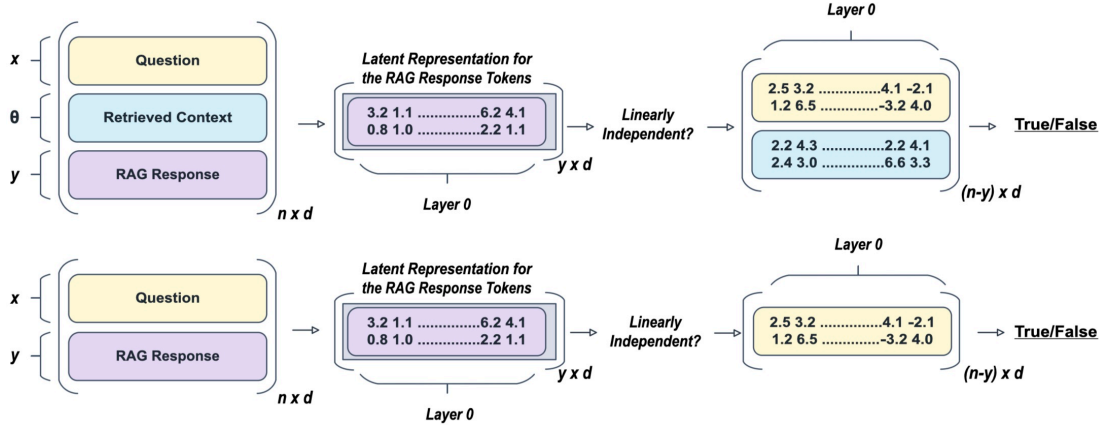 x
Question
θ
Retrieved Context
y
RAG Response
n x d
Latent Representation for
the RAG Response Tokens
3.2 1.1 ..............6.2 4.1
0.8 1.0 ..............2.2 1.1
y x d
Layer 0
Linearly
Independent?
Layer 0
2.5 3.2 ..............4.1 -2.1
1.2 6.5 ..............-3.2 4.0
2.2 4.3 ..............2.2 4.1
2.4 3.0 ..............6.6 3.3
(n-y) x d
True/False
x
Question
y
RAG Response
n x d
Latent Representation for
the RAG Response Tokens
3.2 1.1 ..............6.2 4.1
0.8 1.0 ..............2.2 1.1
y x d
Layer 0
Linearly
Independent?
Layer 0
2.5 3.2 ..............4.1 -2.1
1.2 6.5 ..............-3.2 4.0
(n-y) x d
True/False